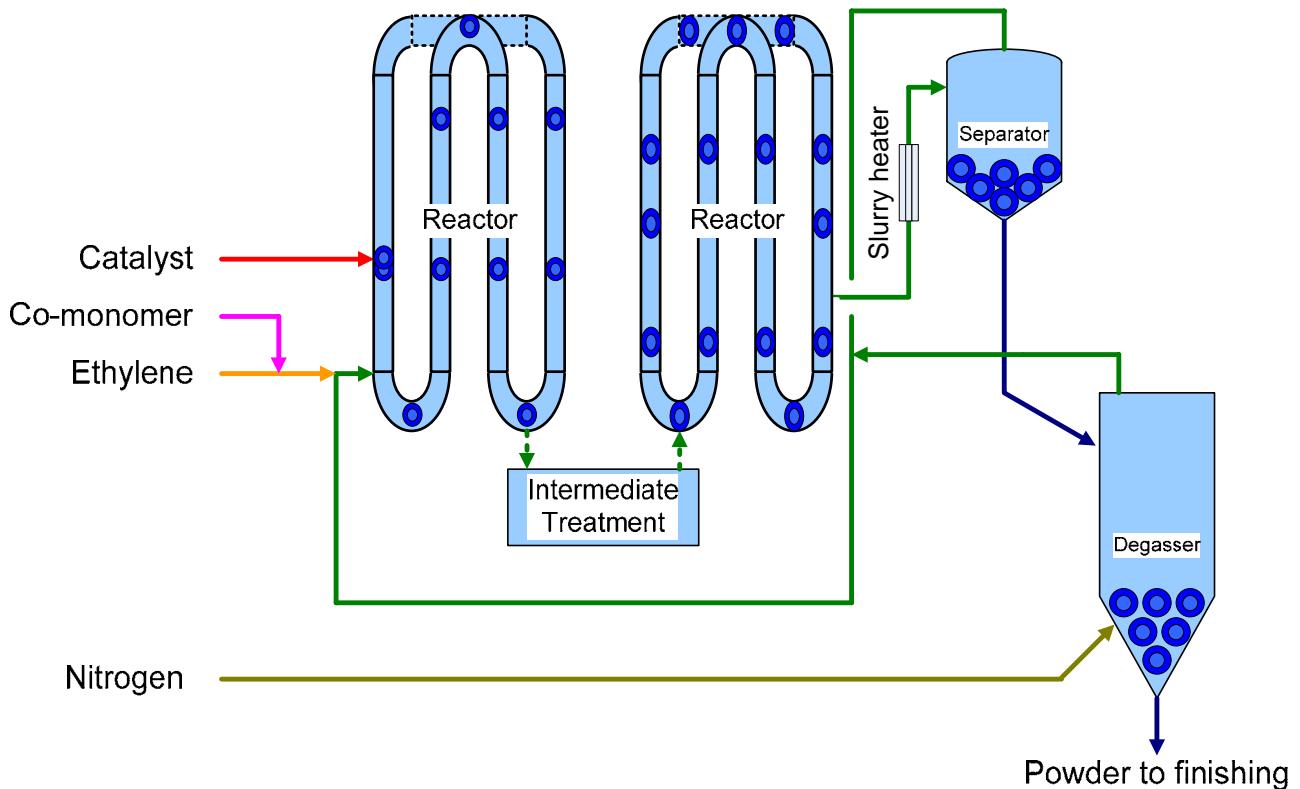 Separator
Slurry heater
Reactor
Reactor
Catalyst
Co-monomer
Ethylene
Intermediate
Treatment
Degasser
Nitrogen
Powder to finishing